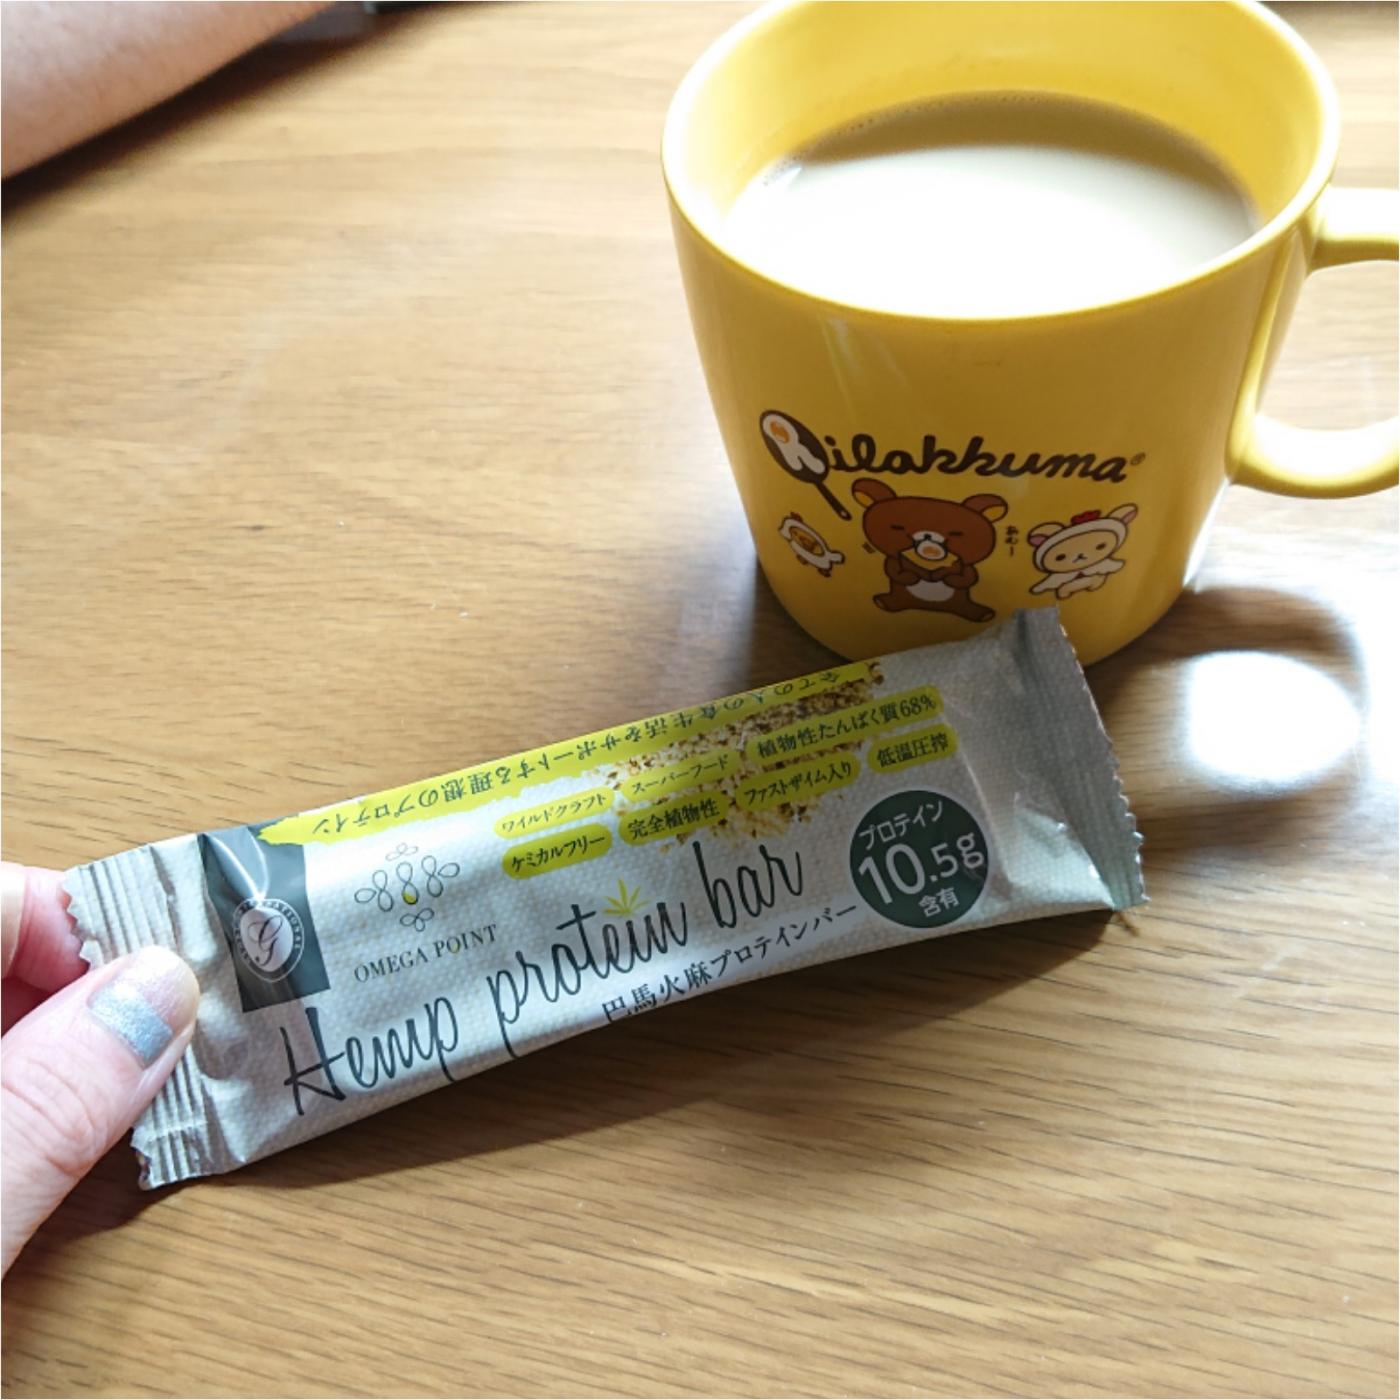 Rilakkuma®
あむー
全ての人の食生活をサポートする理想のプロテイン
ワイルドクラフト
スーパーフード
植物性たんぱく質68%
ケミカルフリー
完全植物性
ファストザイム入り
低温圧搾
OMEGA POINT
Hemp protein bar
巴馬火麻プロテインバー
プロテイン
10.5g
含有
G